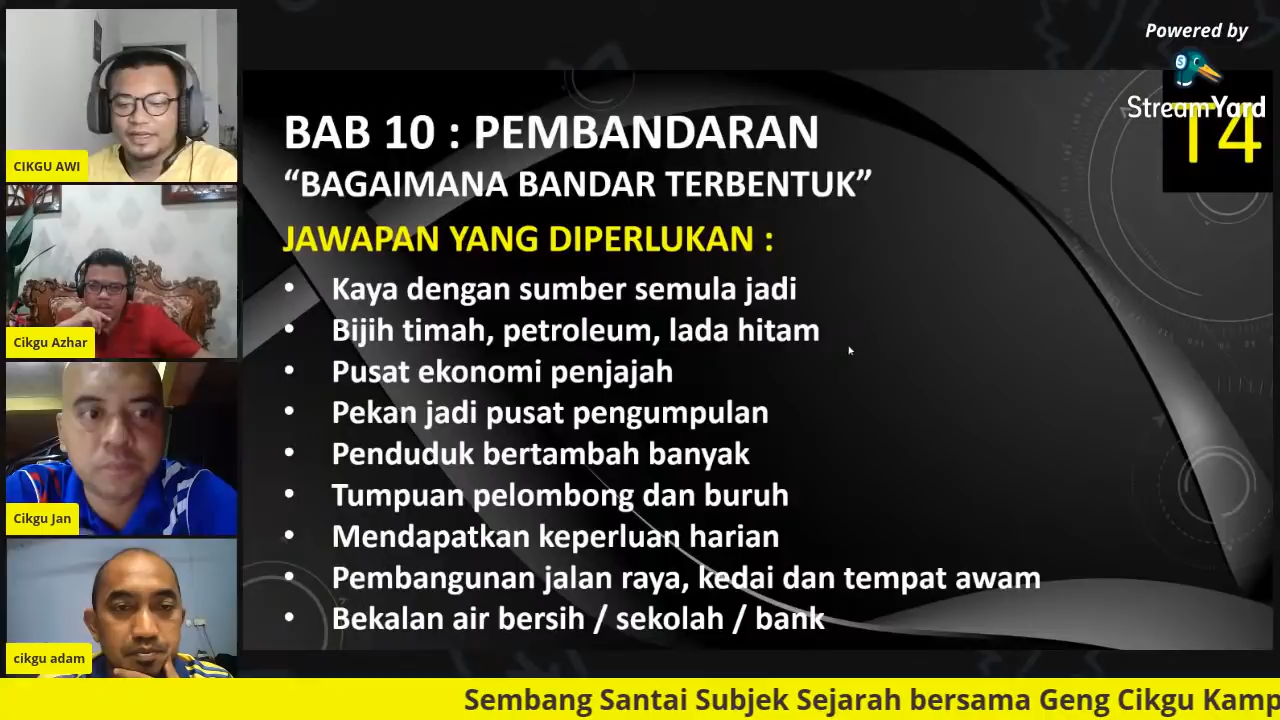 Powered by
StreamYard
T4
CIKGU AWI
Cikgu Azhar
Cikgu Jan
cikgu adam
BAB 10 : PEMBANDARAN
“BAGAIMANA BANDAR TERBENTUK”
JAWAPAN YANG DIPERLUKAN :
• Kaya dengan sumber semula jadi
• Bijih timah, petroleum, lada hitam
• Pusat ekonomi penjajah
• Pekan jadi pusat pengumpulan
• Penduduk bertambah banyak
• Tumpuan pelombong dan buruh
• Mendapatkan keperluan harian
• Pembangunan jalan raya, kedai dan tempat awam
• Bekalan air bersih / sekolah / bank
Sembang Santai Subjek Sejarah bersama Geng Cikgu Kamp